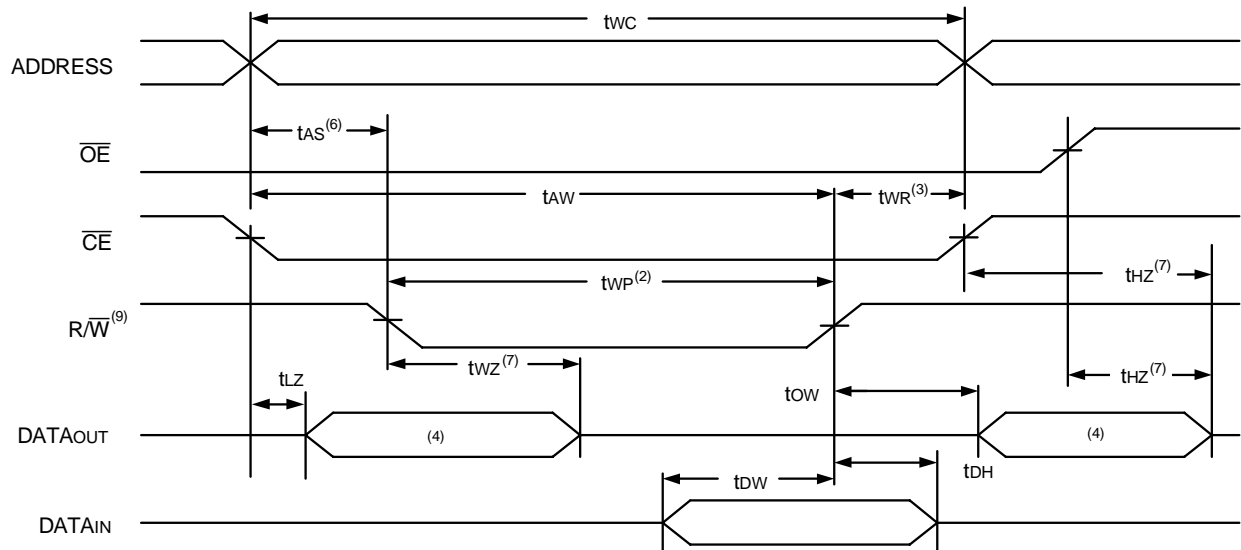 tWC
ADDRESS
tAS(6)
OE
tAW
tWR(3)
CE
tWP(2)
tHZ(7)
R/W(9)
tWZ(7)
tLZ
tHZ(7)
tOW
DATAOUT
(4)
(4)
tDW
tDH
DATAIN